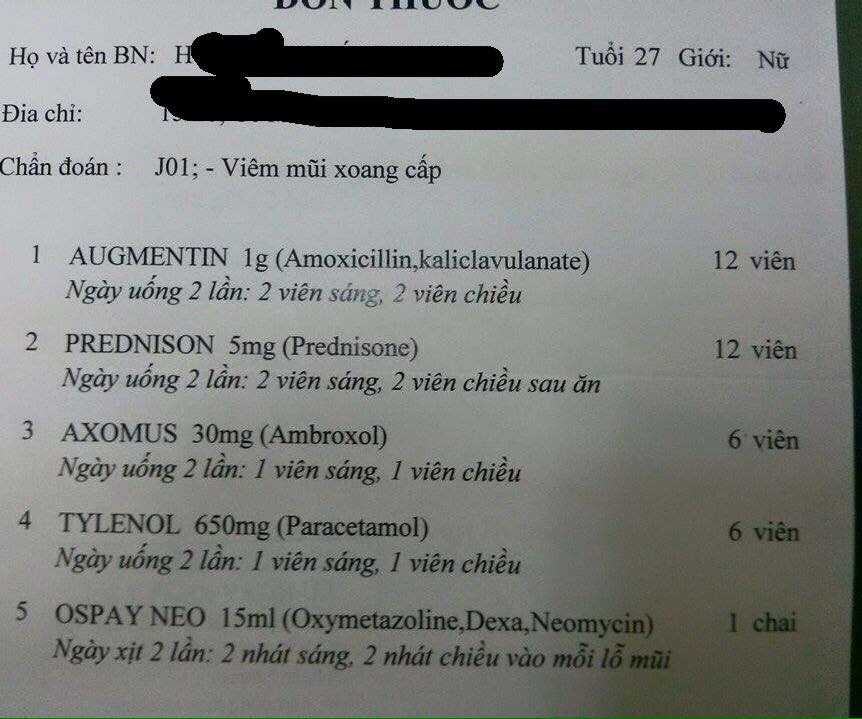 ĐƠN THUỐC
Họ và tên BN: H Tuổi 27 Giới: Nữ
Đia chỉ:
Chẩn đoán : J01; - Viêm mũi xoang cấp
1 AUGMENTIN 1g (Amoxicillin,kaliclavulanate) 12 viên
Ngày uống 2 lần: 2 viên sáng, 2 viên chiều
2 PREDNISON 5mg (Prednisone) 12 viên
Ngày uống 2 lần: 2 viên sáng, 2 viên chiều sau ăn
3 AXOMUS 30mg (Ambroxol) 6 viên
Ngày uống 2 lần: 1 viên sáng, 1 viên chiều
4 TYLENOL 650mg (Paracetamol) 6 viên
Ngày uống 2 lần: 1 viên sáng, 1 viên chiều
5 OSPAY NEO 15ml (Oxymetazoline,Dexa,Neomycin) 1 chai
Ngày xịt 2 lần: 2 nhát sáng, 2 nhát chiều vào mỗi lỗ mũi